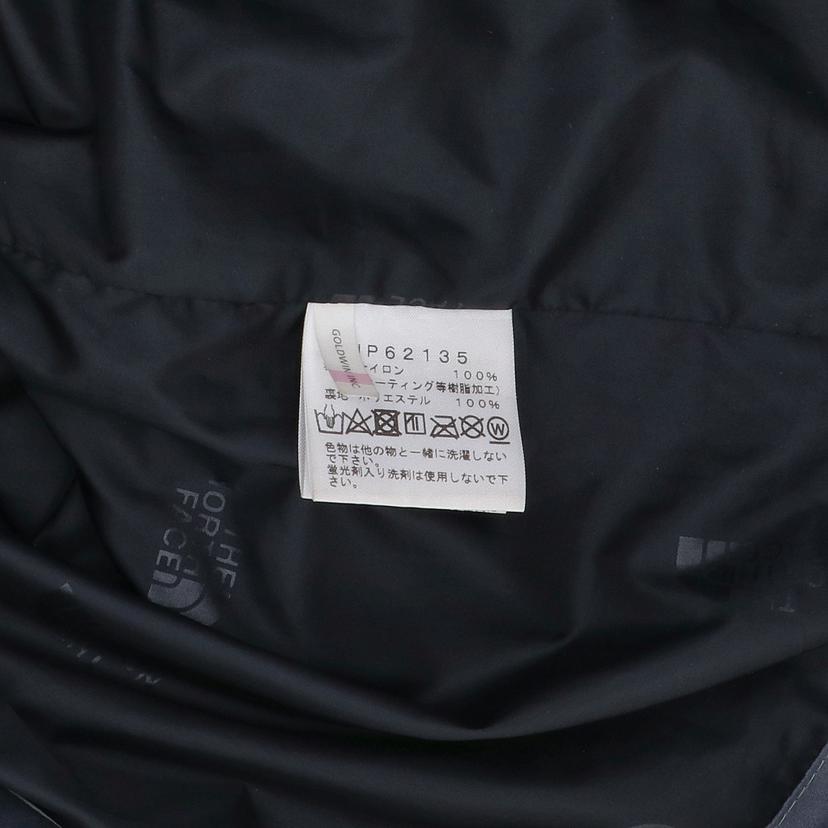 GOLDWIN INC
P62135
イロン 100%
ーティング等樹脂加工)
裏地 ポリエステル 100%
色物は他の物と一緒に洗濯しない
で下さい。
蛍光剤入り洗剤は使用しないで下
さい。
THE
NORTH
FACE